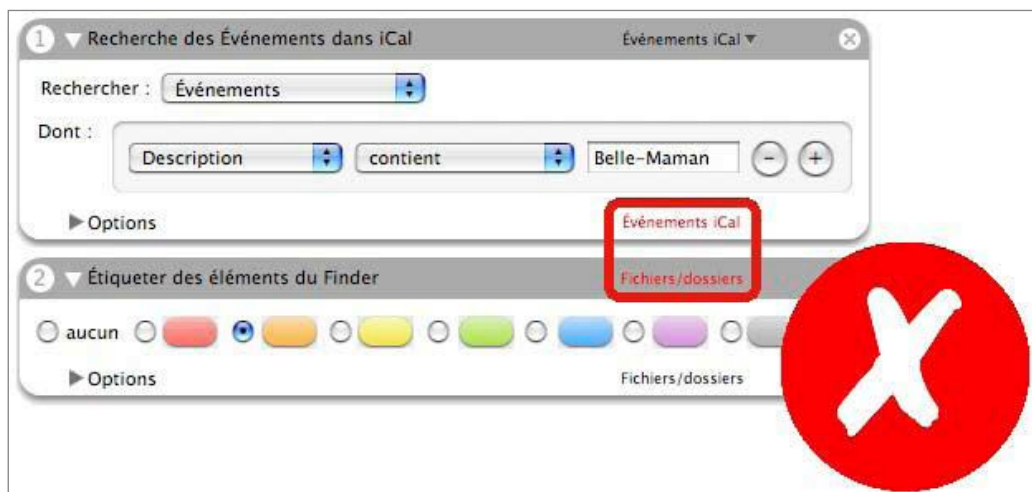 1 Recherche des Événements dans iCal Événements iCal
Rechercher : Événements
Dont :
Description contient Belle-Maman - +
Options Événements iCal
2 Étiqueter des éléments du Finder Fichiers/dossiers
aucun
Options Fichiers/dossiers
X